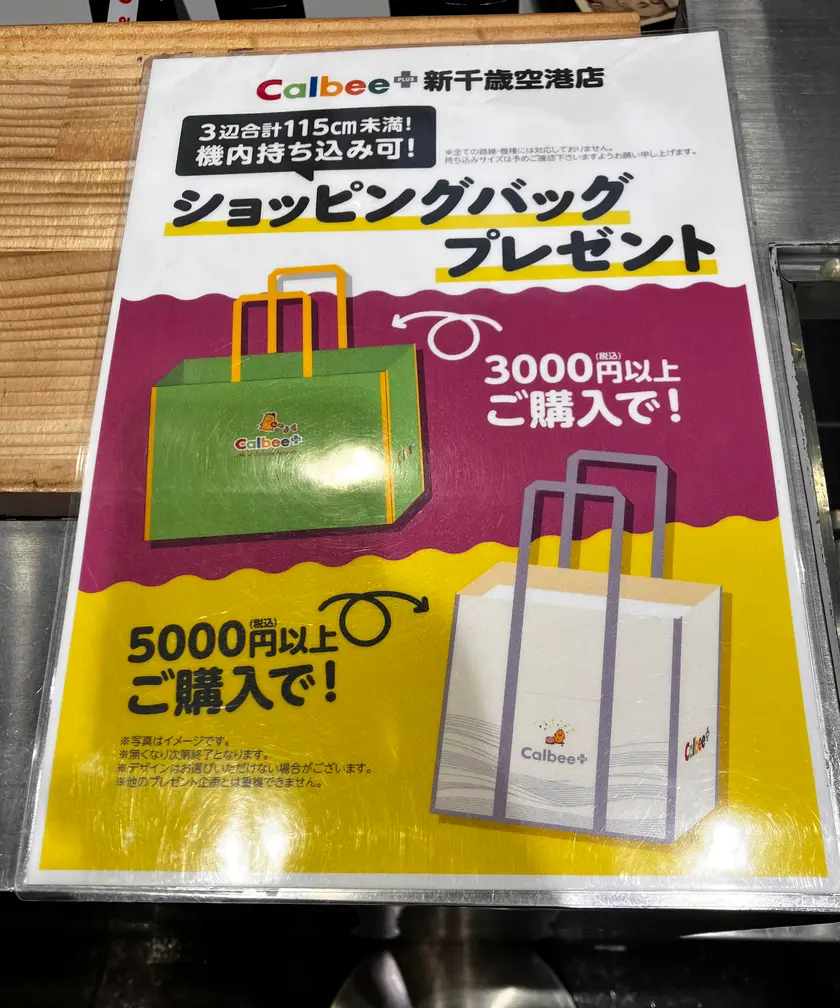 Calbee PLUS 新千歳空港店
3辺合計115cm未満!
機内持ち込み可!
※全ての路線・機種には対応しておりません。
持ち込みサイズは予めご確認下さいますようお願い申し上げます。
ショッピングバッグ
プレゼント
3000円(税込)以上
ご購入で!
Calbee+
5000円(税込)以上
ご購入で!
Calbee+
Calbee+
※写真はイメージです。
※無くなり次第終了となります。
※デザインはお選びいただけない場合がございます。
※他のプレゼント企画とは重複できません。